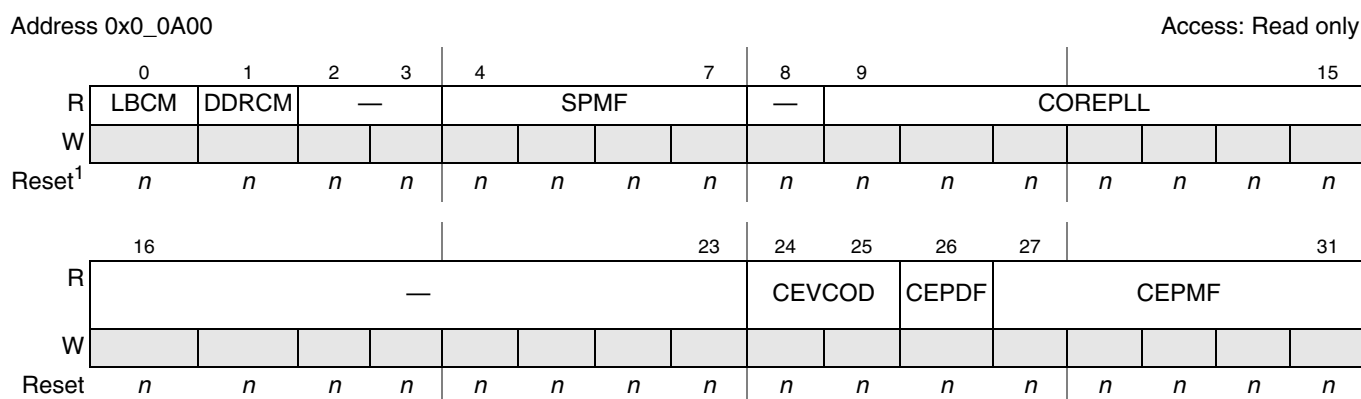 Address 0x0_0A00 Access: Read only
0 1 2 3 4 7 8 9 15
R LBCM DDRCM — SPMF — COREPLL
W
Reset1 n n n n n n n n n n n n n n n n
16 23 24 25 26 27 31
R — CEVCOD CEPDF CEPMF
W
Reset n n n n n n n n n n n n n n n n